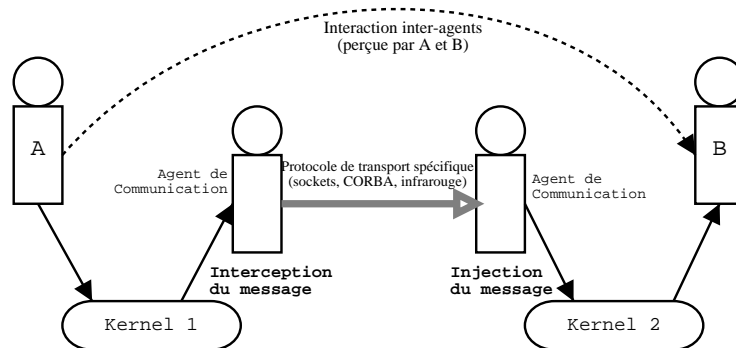 Interaction inter-agents
(perçue par A et B)
A
B
Agent de
Communication
Protocole de transport spécifique
(sockets, CORBA, infrarouge)
Agent de
Communication
Interception
du message
Injection
du message
Kernel 1
Kernel 2